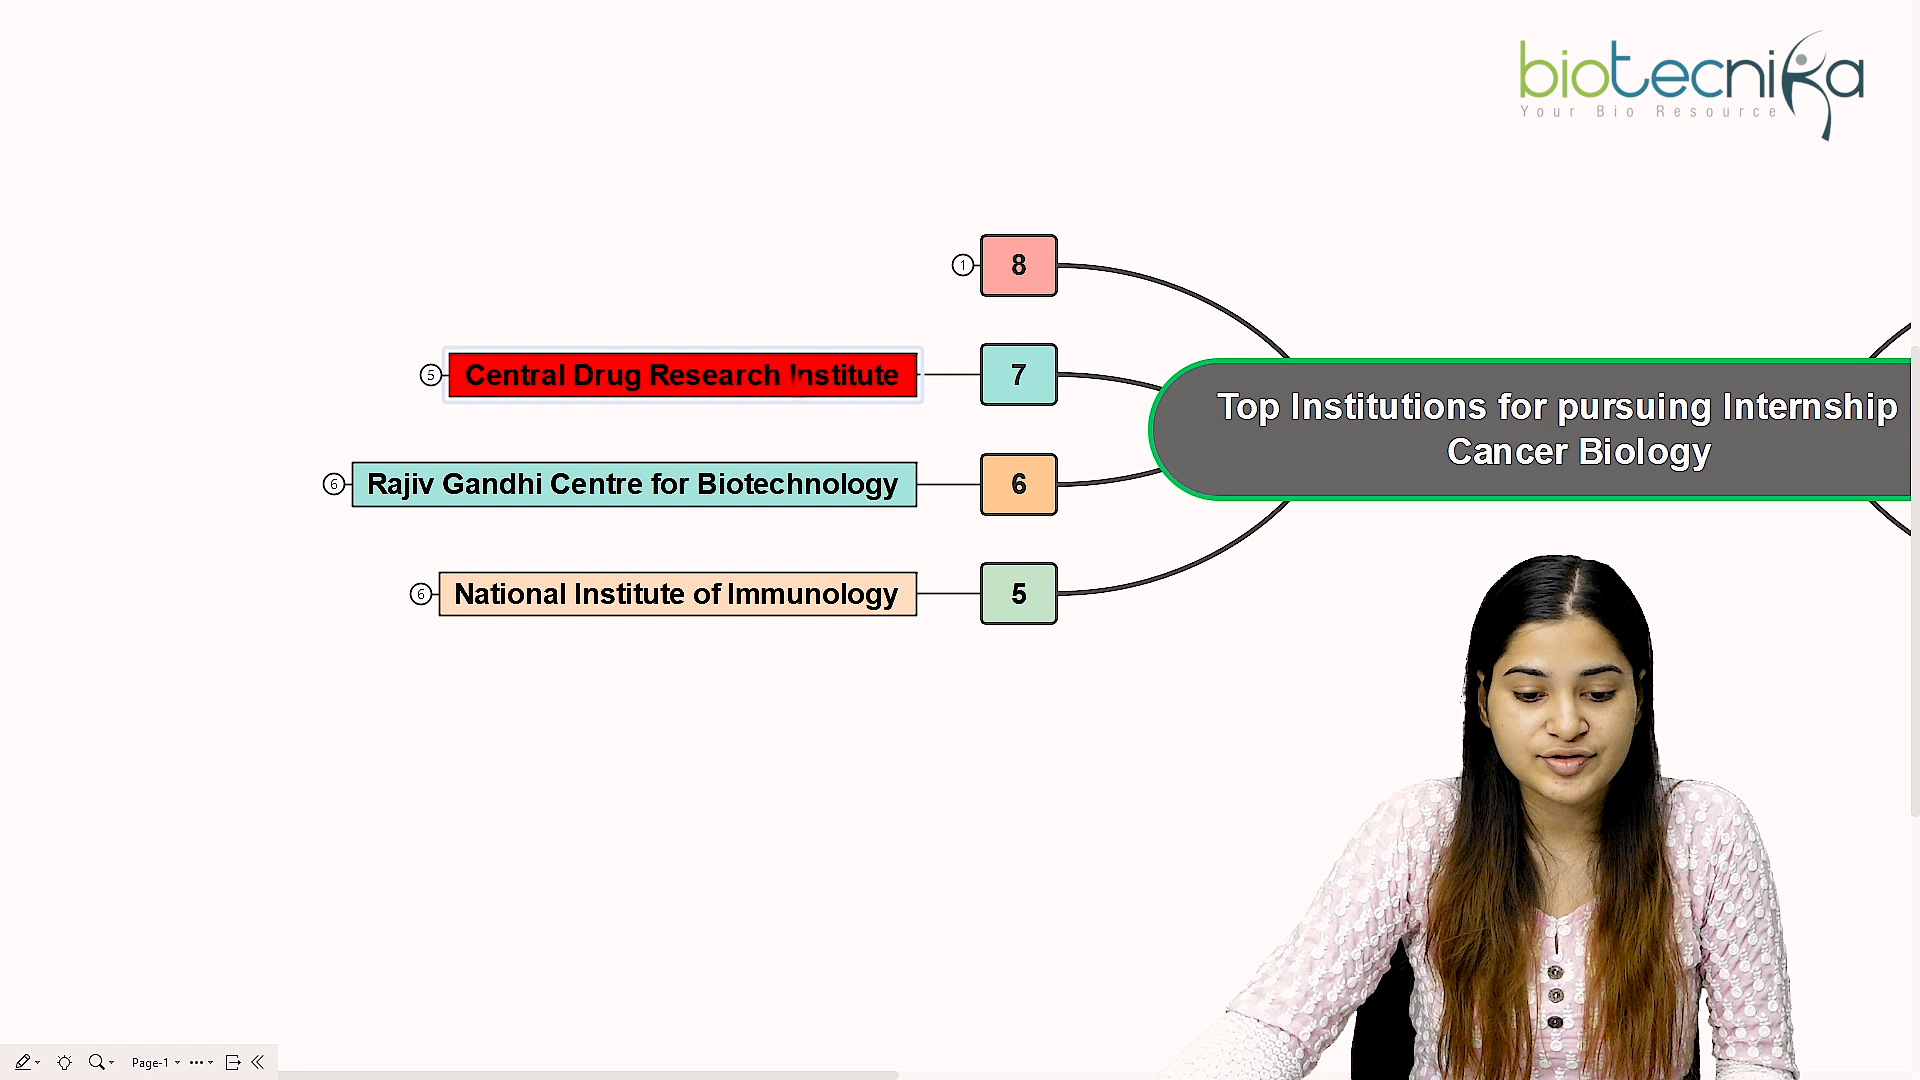 biotecnika
Your Bio Resource
1
8
5
Central Drug Research Institute
7
Top Institutions for pursuing Internship
Cancer Biology
6
Rajiv Gandhi Centre for Biotechnology
6
6
National Institute of Immunology
5
Page-1